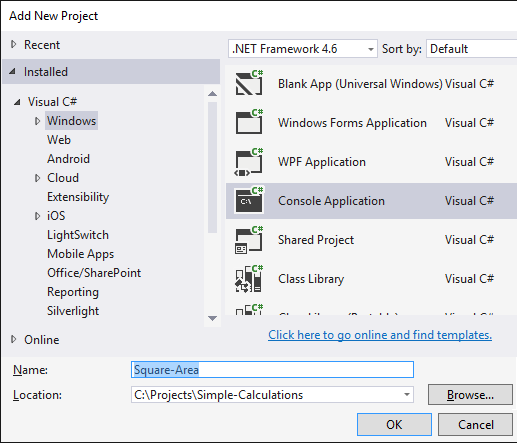 Add New Project
Recent
.NET Framework 4.6 Sort by: Default
Installed
Visual C#
Windows
Web
Android
Cloud
Extensibility
iOS
LightSwitch
Mobile Apps
Office/SharePoint
Reporting
Silverlight
Online
C# Blank App (Universal Windows) Visual C#
C# Windows Forms Application Visual C#
C# WPF Application Visual C#
C# C:\ Console Application Visual C#
C# Shared Project Visual C#
C# Class Library Visual C#
Click here to go online and find templates.
Name: Square-Area
Location: C:\Projects\Simple-Calculations Browse...
OK Cancel